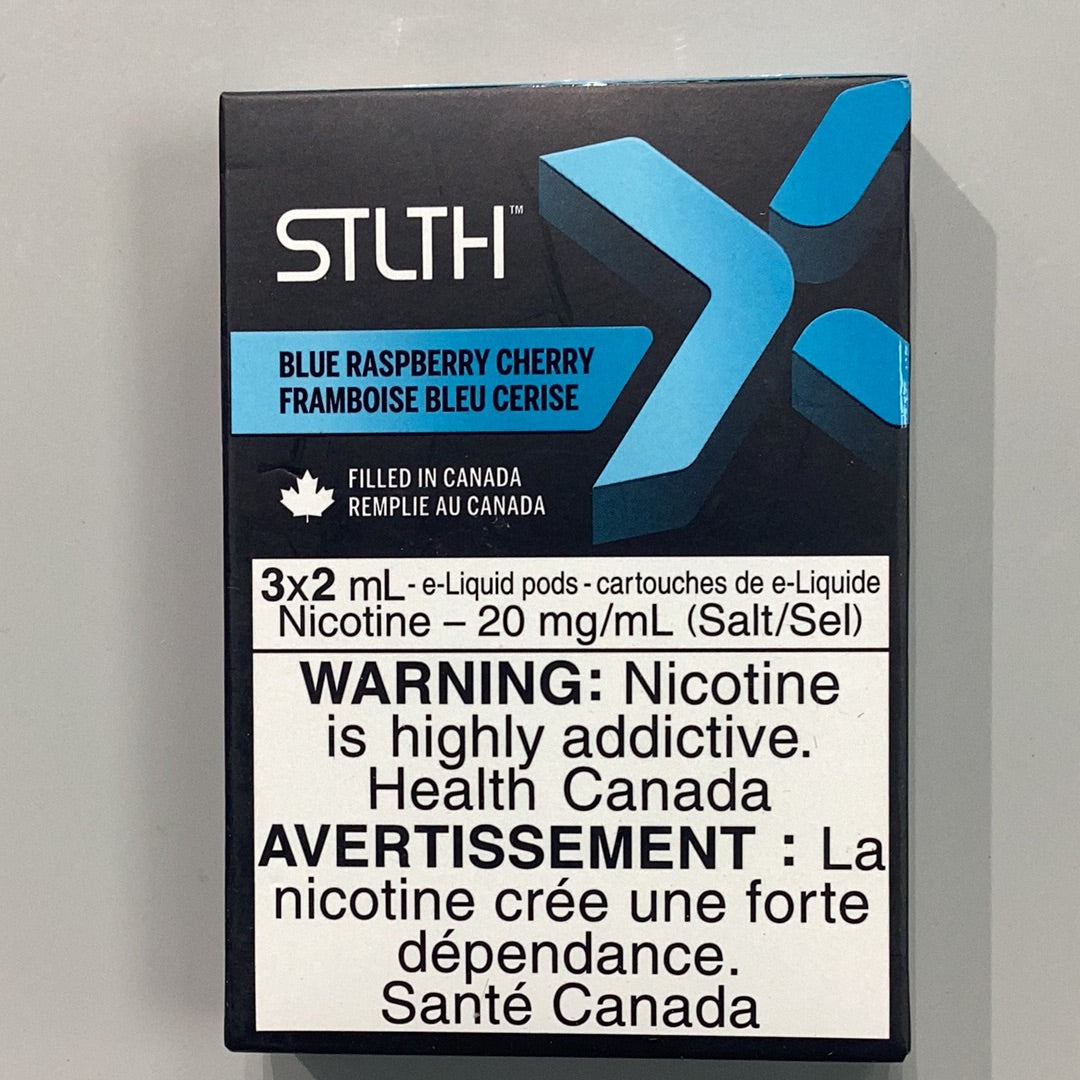 STLTH™
BLUE RASPBERRY CHERRY
FRAMBOISE BLEU CERISE
FILLED IN CANADA
REMPLIE AU CANADA
3x2 mL - e-Liquid pods - cartouches de e-Liquide
Nicotine – 20 mg/mL (Salt/Sel)
WARNING: Nicotine
is highly addictive.
Health Canada
AVERTISSEMENT : La
nicotine crée une forte
dépendance.
Santé Canada